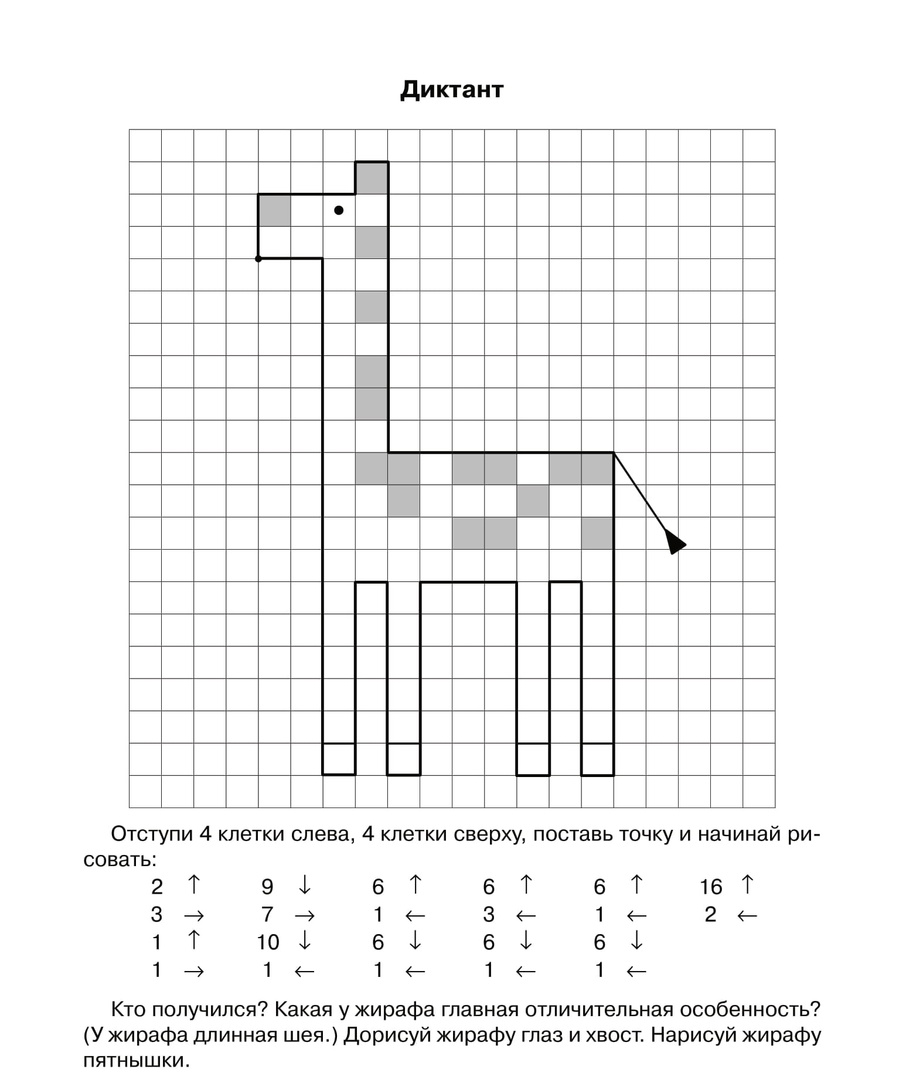 Диктант
Отступи 4 клетки слева, 4 клетки сверху, поставь точку и начинай ри-
совать:
2 ↑ 9 ↓ 6 ↑ 6 ↑ 6 ↑ 16 ↑
3 → 7 → 1 ← 3 ← 1 ← 2 ←
1 ↑ 10 ↓ 6 ↓ 6 ↓ 6 ↓
1 → 1 ← 1 ← 1 ← 1 ←
Кто получился? Какая у жирафа главная отличительная особенность?
(У жирафа длинная шея.) Дорисуй жирафу глаз и хвост. Нарисуй жирафу
пятнышки.